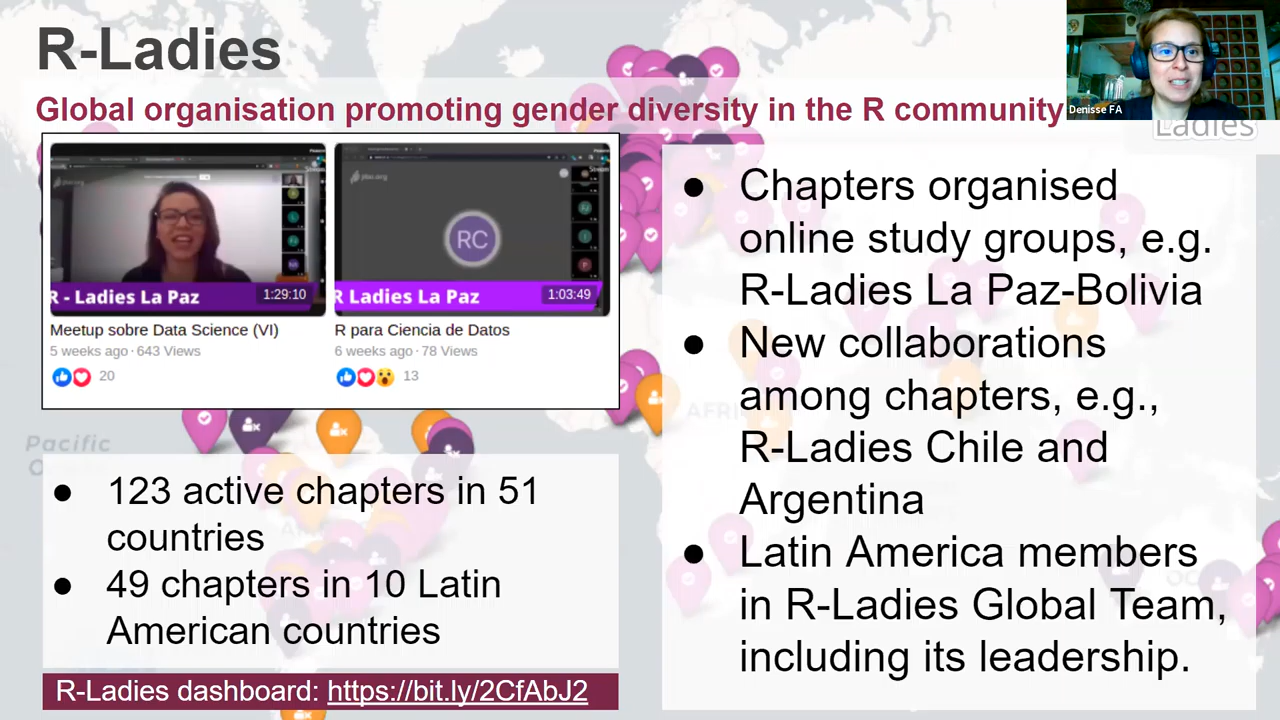 R-Ladies
Global organisation promoting gender diversity in the R community
Denisse FA
Ladies
R - Ladies La Paz
1:29:10
Meetup sobre Data Science (VI)
5 weeks ago · 643 Views
20
RC
R Ladies La Paz
1:03:49
R para Ciencia de Datos
6 weeks ago · 78 Views
13
Pacific
● 123 active chapters in 51
countries
● 49 chapters in 10 Latin
American countries
R-Ladies dashboard: https://bit.ly/2CfAbJ2
● Chapters organised
online study groups, e.g.
R-Ladies La Paz-Bolivia
● New collaborations
among chapters, e.g.,
R-Ladies Chile and
Argentina
● Latin America members
in R-Ladies Global Team,
including its leadership.